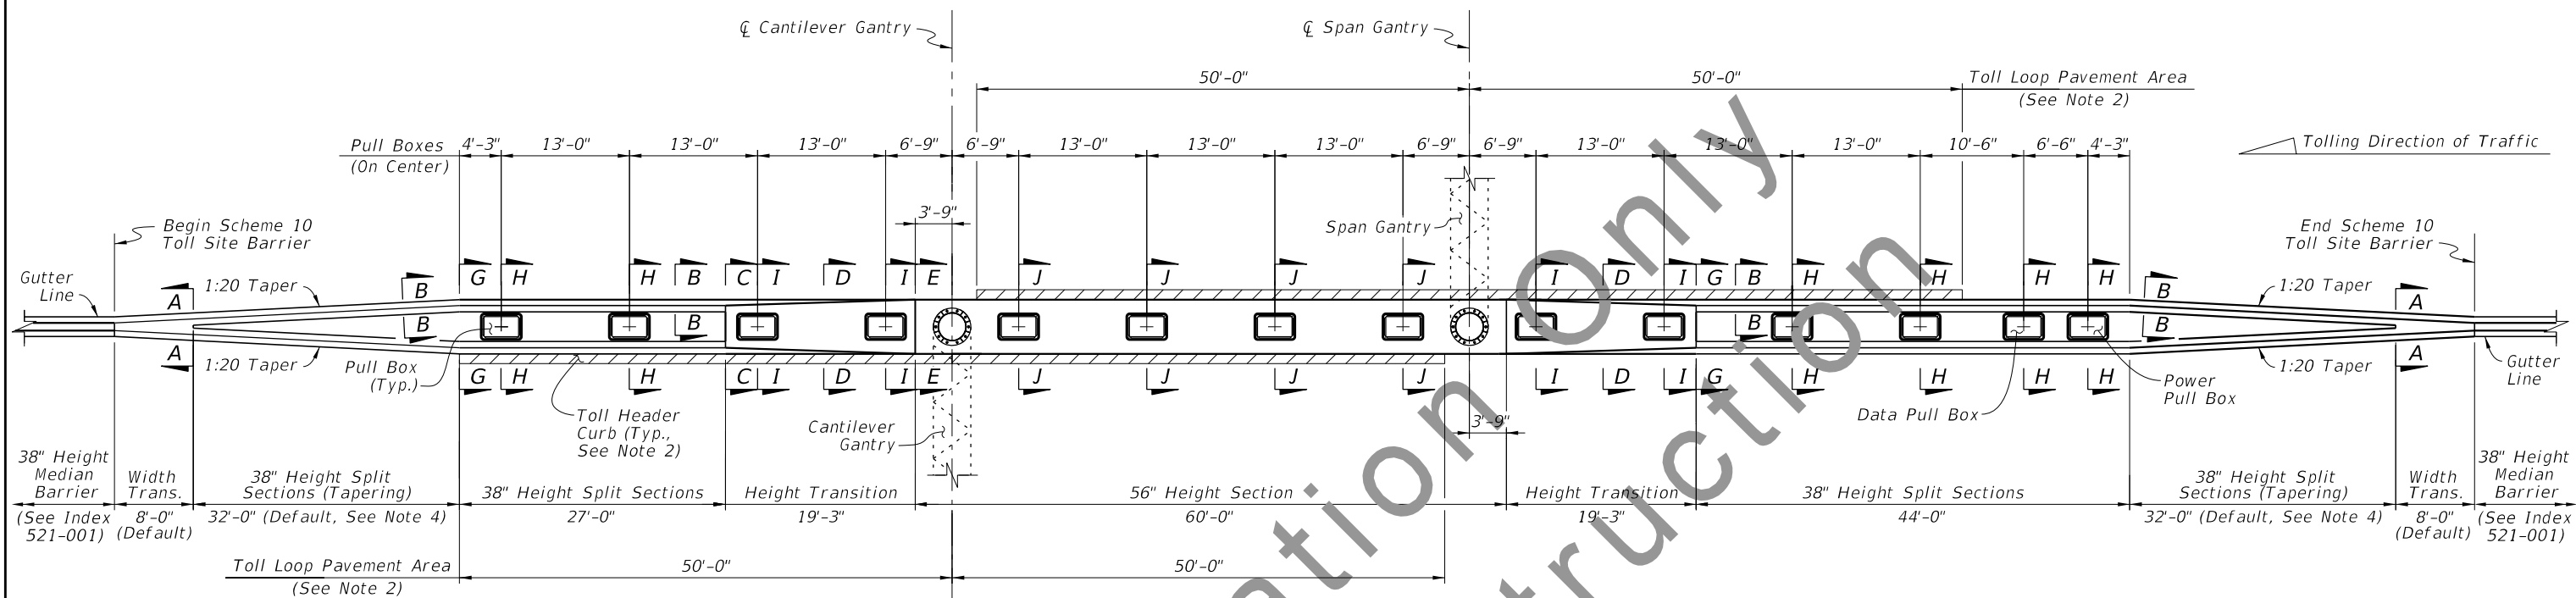 ℄ Cantilever Gantry
℄ Span Gantry
50'-0" 50'-0" Toll Loop Pavement Area
(See Note 2)
Pull Boxes
(On Center)
4'-3" 13'-0" 13'-0" 13'-0" 6'-9" 6'-9" 13'-0" 13'-0" 13'-0" 6'-9" 6'-9" 13'-0" 13'-0" 13'-0" 10'-6" 6'-6" 4'-3"
Tolling Direction of Traffic
3'-9"
Begin Scheme 10
Toll Site Barrier
Span Gantry
End Scheme 10
Toll Site Barrier
Gutter
Line
A 1:20 Taper B G H H B C I D I E J J J J I D I G B H H H H B 1:20 Taper A
B B B B
A 1:20 Taper G H H C I D I E J J J J I D I G H H H H 1:20 Taper A
Pull Box
(Typ.)
Toll Header
Curb (Typ.,
See Note 2)
Cantilever
Gantry
3'-9"
Data Pull Box
Power
Pull Box
Gutter
Line
38" Height
Median
Barrier
(See Index
521-001)
Width
Trans.
8'-0"
(Default)
38" Height Split
Sections (Tapering)
32'-0" (Default, See Note 4)
38" Height Split Sections
27'-0"
Height Transition
19'-3"
56" Height Section
60'-0"
Height Transition
19'-3"
38" Height Split Sections
44'-0"
38" Height Split
Sections (Tapering)
32'-0" (Default, See Note 4)
Width
Trans.
8'-0"
(Default)
38" Height
Median
Barrier
(See Index
521-001)
Toll Loop Pavement Area
(See Note 2)
50'-0" 50'-0"
ation Only
truction